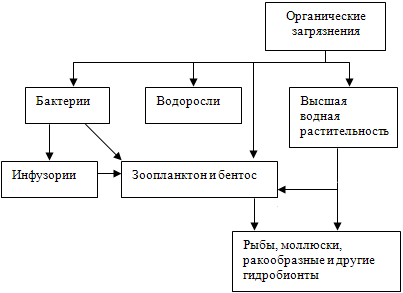 Органические
загрязнения
Бактерии
Водоросли
Высшая
водная
растительность
Инфузории
Зоопланктон и бентос
Рыбы, моллюски,
ракообразные и другие
гидробионты